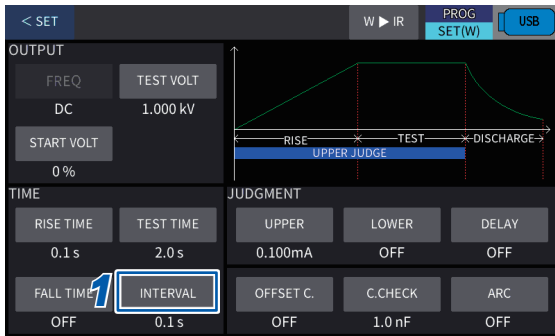 < SET
W ▶ IR
PROG
SET(W)
USB
OUTPUT
FREQ
TEST VOLT
DC
1.000 kV
START VOLT
0 %
RISE
TEST
DISCHARGE
UPPER JUDGE
TIME
RISE TIME
TEST TIME
0.1 s
2.0 s
FALL TIME
1
INTERVAL
OFF
0.1 s
JUDGMENT
UPPER
LOWER
DELAY
0.100mA
OFF
OFF
OFFSET C.
C.CHECK
ARC
OFF
1.0 nF
OFF